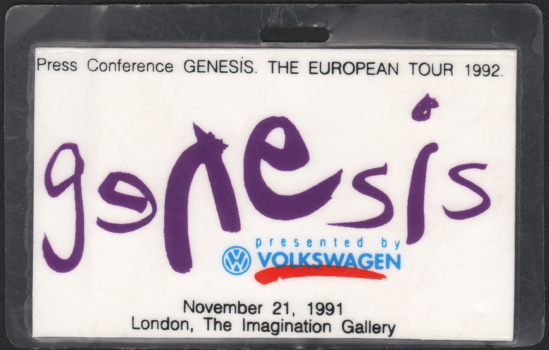 Press Conference GENESIS. THE EUROPEAN TOUR 1992.
genesis
presented by
VOLKSWAGEN
November 21, 1991
London, The Imagination Gallery